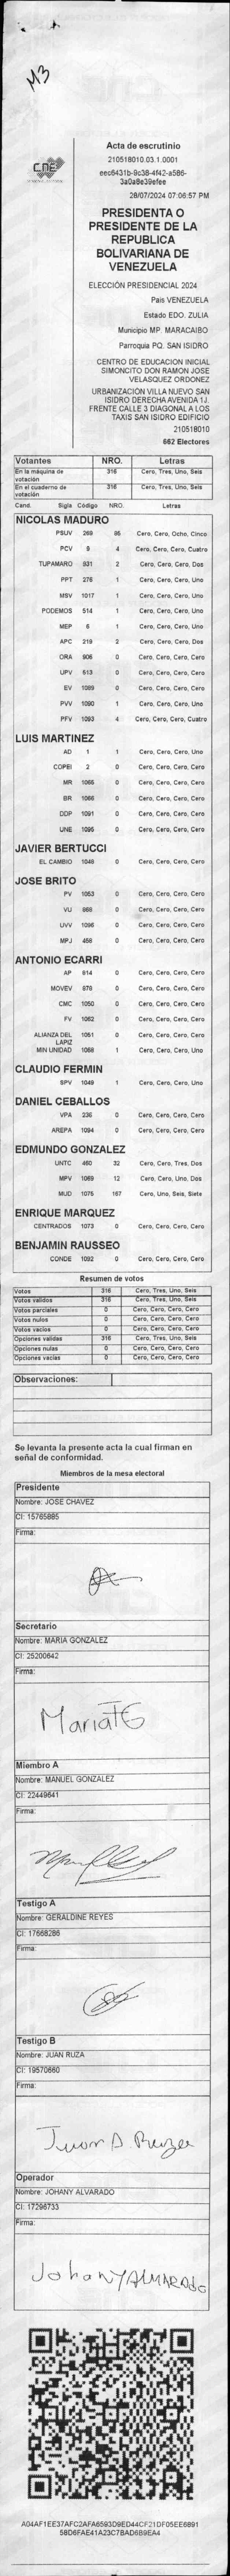 M3
CNE
Acta de escrutinio
210518010.03.1.0001
eec6431b-9c38-4f42-a586-
3a0a8e39efee
28/07/2024 07:06:57 PM
PRESIDENTA O
PRESIDENTE DE LA
REPUBLICA
BOLIVARIANA DE
VENEZUELA
ELECCIÓN PRESIDENCIAL 2024
País VENEZUELA
Estado EDO. ZULIA
Municipio MP. MARACAIBO
Parroquia PQ. SAN ISIDRO
CENTRO DE EDUCACION INICIAL
SIMONCITO DON RAMON JOSE
VELASQUEZ ORDONEZ
URBANIZACIÓN VILLA NUEVO SAN
ISIDRO DERECHA AVENIDA 1J.
FRENTE CALLE 3 DIAGONAL A LOS
TAXIS SAN ISIDRO EDIFICIO
210518010
662 Electores
Votantes NRO. Letras
En la máquina de votación 316 Cero, Tres, Uno, Seis
En el cuaderno de votación 316 Cero, Tres, Uno, Seis
Cand. Sigla Código NRO. Letras
NICOLAS MADURO
PSUV 269 85 Cero, Cero, Ocho, Cinco
PCV 9 4 Cero, Cero, Cero, Cuatro
TUPAMARO 931 2 Cero, Cero, Cero, Dos
PPT 276 1 Cero, Cero, Cero, Uno
MSV 1017 1 Cero, Cero, Cero, Uno
PODEMOS 514 1 Cero, Cero, Cero, Uno
MEP 6 1 Cero, Cero, Cero, Uno
APC 219 2 Cero, Cero, Cero, Dos
ORA 906 0 Cero, Cero, Cero, Cero
UPV 613 0 Cero, Cero, Cero, Cero
EV 1089 0 Cero, Cero, Cero, Cero
PVV 1090 1 Cero, Cero, Cero, Uno
PFV 1093 4 Cero, Cero, Cero, Cuatro
LUIS MARTINEZ
AD 1 1 Cero, Cero, Cero, Uno
COPEI 2 0 Cero, Cero, Cero, Cero
MR 1065 0 Cero, Cero, Cero, Cero
BR 1066 0 Cero, Cero, Cero, Cero
DDP 1091 0 Cero, Cero, Cero, Cero
UNE 1095 0 Cero, Cero, Cero, Cero
JAVIER BERTUCCI
EL CAMBIO 1048 0 Cero, Cero, Cero, Cero
JOSE BRITO
PV 1053 0 Cero, Cero, Cero, Cero
VU 868 0 Cero, Cero, Cero, Cero
UVV 1096 0 Cero, Cero, Cero, Cero
MPJ 458 0 Cero, Cero, Cero, Cero
ANTONIO ECARRI
AP 914 0 Cero, Cero, Cero, Cero
MOVEV 978 0 Cero, Cero, Cero, Cero
CMC 1050 0 Cero, Cero, Cero, Cero
FV 1052 0 Cero, Cero, Cero, Cero
ALIANZA DEL LAPIZ 1051 0 Cero, Cero, Cero, Cero
MIN UNIDAD 1068 1 Cero, Cero, Cero, Uno
CLAUDIO FERMIN
SPV 1049 1 Cero, Cero, Cero, Uno
DANIEL CEBALLOS
VPA 236 0 Cero, Cero, Cero, Cero
AREPA 1094 0 Cero, Cero, Cero, Cero
EDMUNDO GONZALEZ
UNTC 460 32 Cero, Cero, Tres, Dos
MPV 1069 12 Cero, Cero, Uno, Dos
MUD 1075 167 Cero, Uno, Seis, Siete
ENRIQUE MARQUEZ
CENTRADOS 1073 0 Cero, Cero, Cero, Cero
BENJAMIN RAUSSEO
CONDE 1092 0 Cero, Cero, Cero, Cero
Resumen de votos
Votos 316 Cero, Tres, Uno, Seis
Votos validos 316 Cero, Tres, Uno, Seis
Votos parciales 0 Cero, Cero, Cero, Cero
Votos nulos 0 Cero, Cero, Cero, Cero
Votos vacios 0 Cero, Cero, Cero, Cero
Opciones validas 316 Cero, Tres, Uno, Seis
Opciones nulas 0 Cero, Cero, Cero, Cero
Opciones vacias 0 Cero, Cero, Cero, Cero
Observaciones:
Se levanta la presente acta la cual firman en
señal de conformidad.
Miembros de la mesa electoral
Presidente
Nombre: JOSE CHAVEZ
CI: 15765885
Firma:
Secretario
Nombre: MARIA GONZALEZ
CI: 25200642
Firma:
MariaTG
Miembro A
Nombre: MANUEL GONZALEZ
CI: 22449641
Firma:
Testigo A
Nombre: GERALDINE REYES
CI: 17668286
Firma:
Testigo B
Nombre: JUAN RUZA
CI: 19570660
Firma:
Juan D Ruza
Operador
Nombre: JOHANY ALVARADO
CI: 17296733
Firma:
Johany ALVARADO
A04AF1EE37AFC2AFA6593D9ED44CF21DF05EE6891
58D6FAE41A23C7BAD6B9EA4